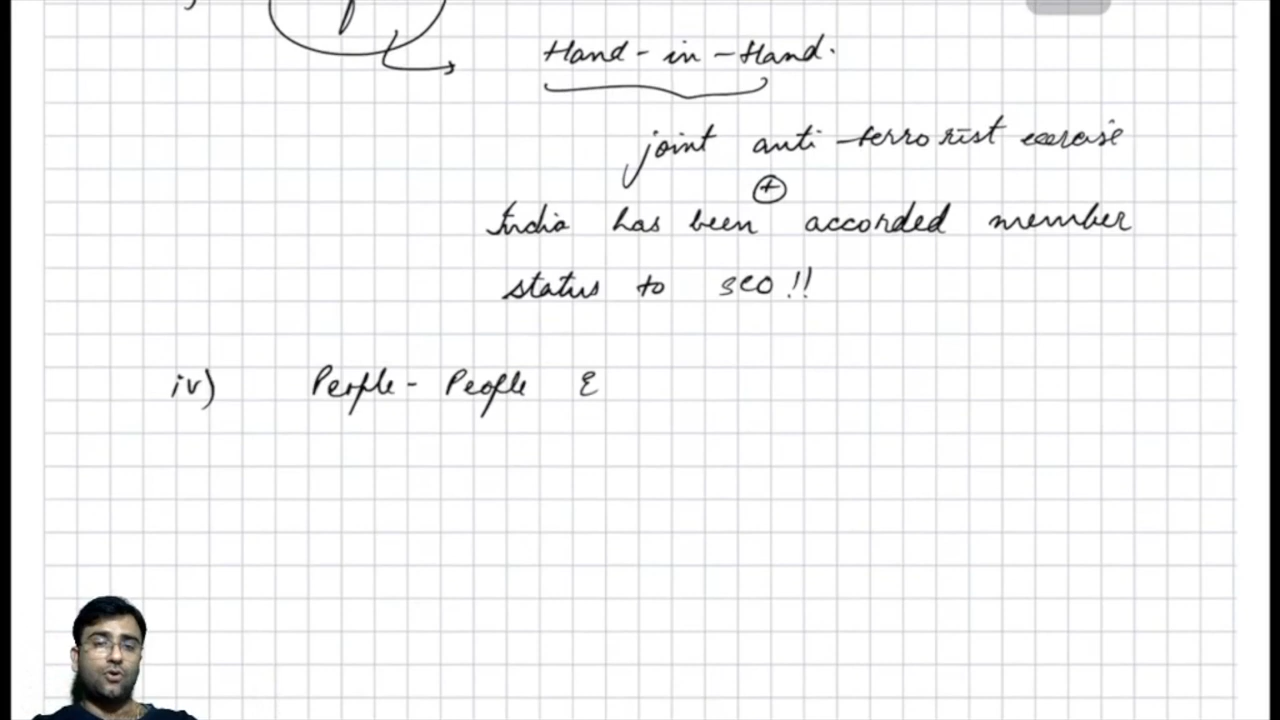 Hand-in-Hand.
joint anti-terrorist exercise
+
India has been accorded member
status to SCO!!
iv) People-People E